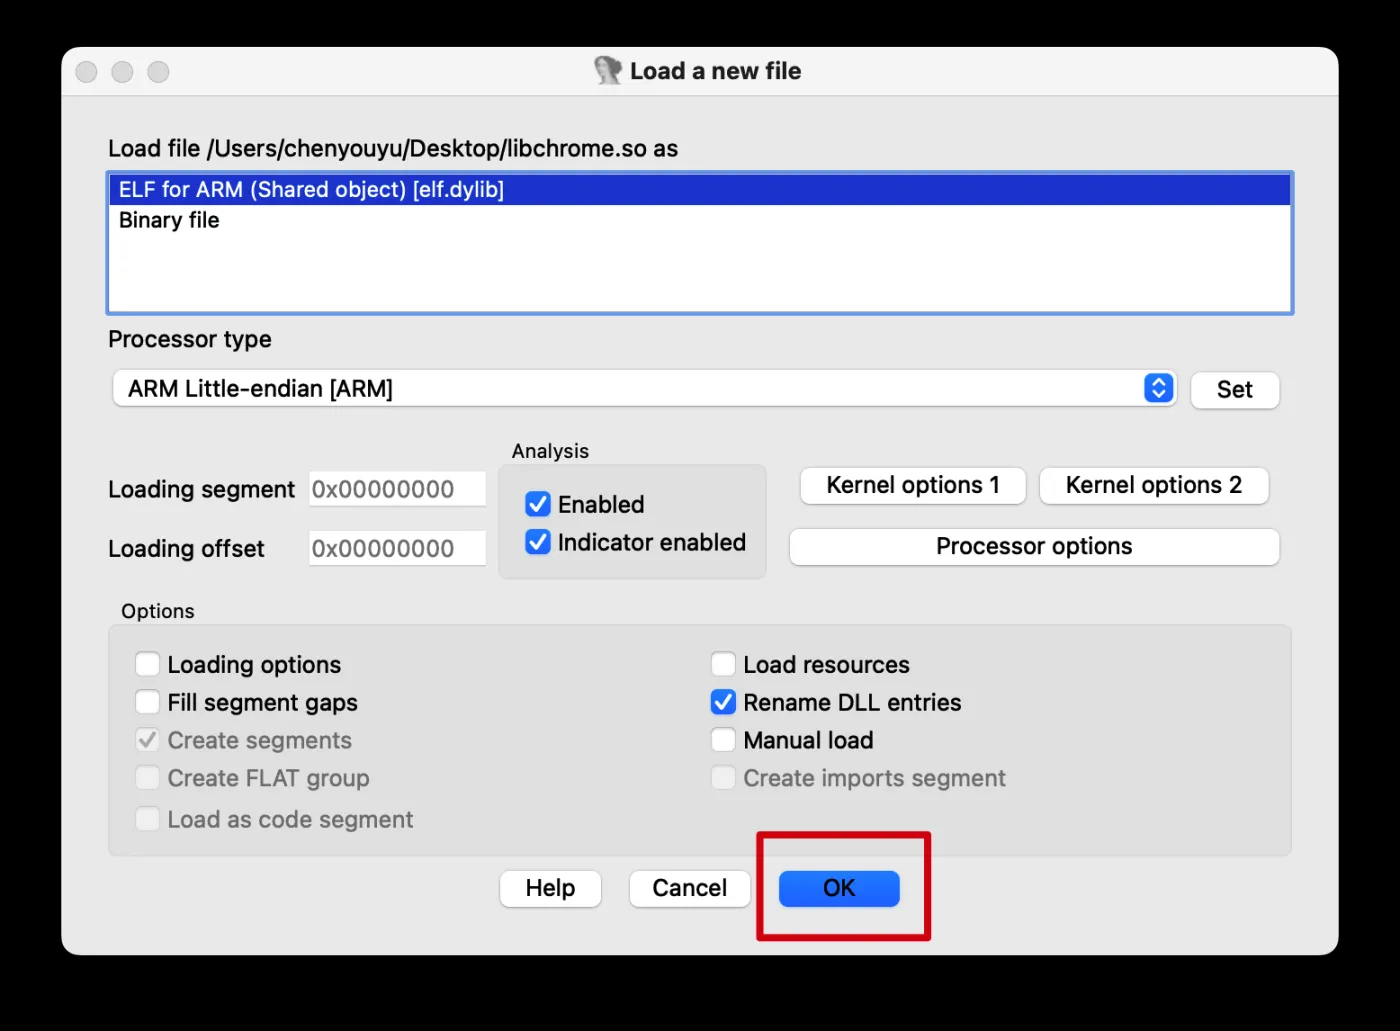 Load a new file
Load file /Users/chenyouyu/Desktop/libchrome.so as
ELF for ARM (Shared object) [elf.dylib]
Binary file
Processor type
ARM Little-endian [ARM]
Set
Analysis
Loading segment 0x00000000
Enabled
Kernel options 1
Kernel options 2
Loading offset 0x00000000
Indicator enabled
Processor options
Options
Loading options
Load resources
Fill segment gaps
Rename DLL entries
Create segments
Manual load
Create FLAT group
Create imports segment
Load as code segment
Help
Cancel
OK